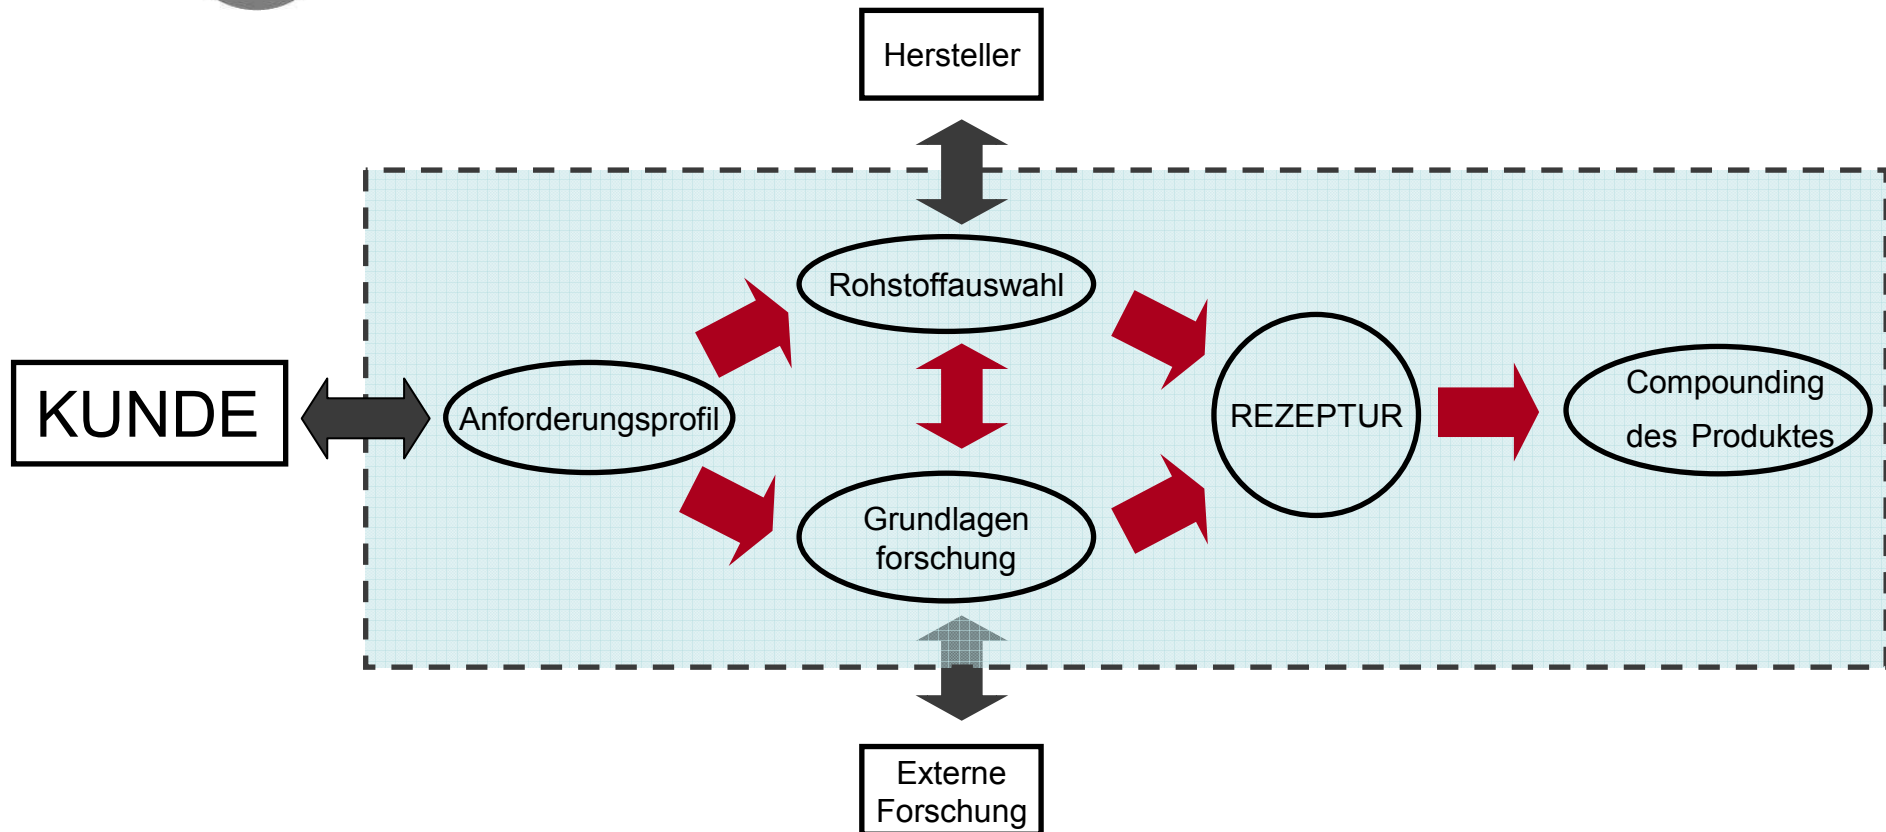 Hersteller
Rohstoffauswahl
KUNDE
Anforderungsprofil
REZEPTUR
Compounding
des Produktes
Grundlagen
forschung
Externe
Forschung